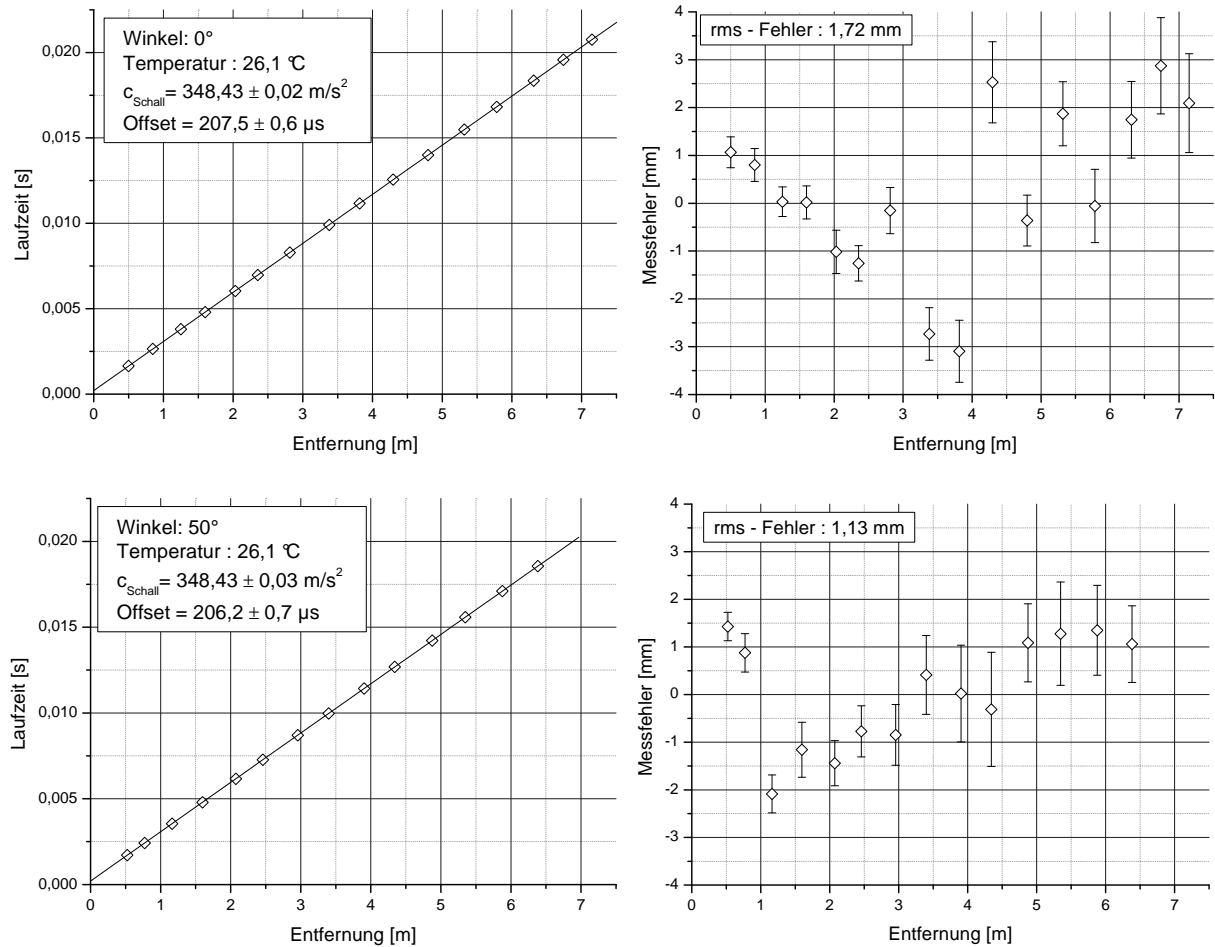 Winkel: 0°
Temperatur : 26,1 °C
cSchall= 348,43 ± 0,02 m/s²
Offset = 207,5 ± 0,6 µs
0,020
0,015
0,010
0,005
0,000
Laufzeit [s]
0 1 2 3 4 5 6 7
Entfernung [m]
rms - Fehler : 1,72 mm
4
3
2
1
0
-1
-2
-3
-4
Messfehler [mm]
0 1 2 3 4 5 6 7
Entfernung [m]
Winkel: 50°
Temperatur : 26,1 °C
cSchall= 348,43 ± 0,03 m/s²
Offset = 206,2 ± 0,7 µs
0,020
0,015
0,010
0,005
0,000
Laufzeit [s]
0 1 2 3 4 5 6 7
Entfernung [m]
rms - Fehler : 1,13 mm
4
3
2
1
0
-1
-2
-3
-4
Messfehler [mm]
0 1 2 3 4 5 6 7
Entfernung [m]